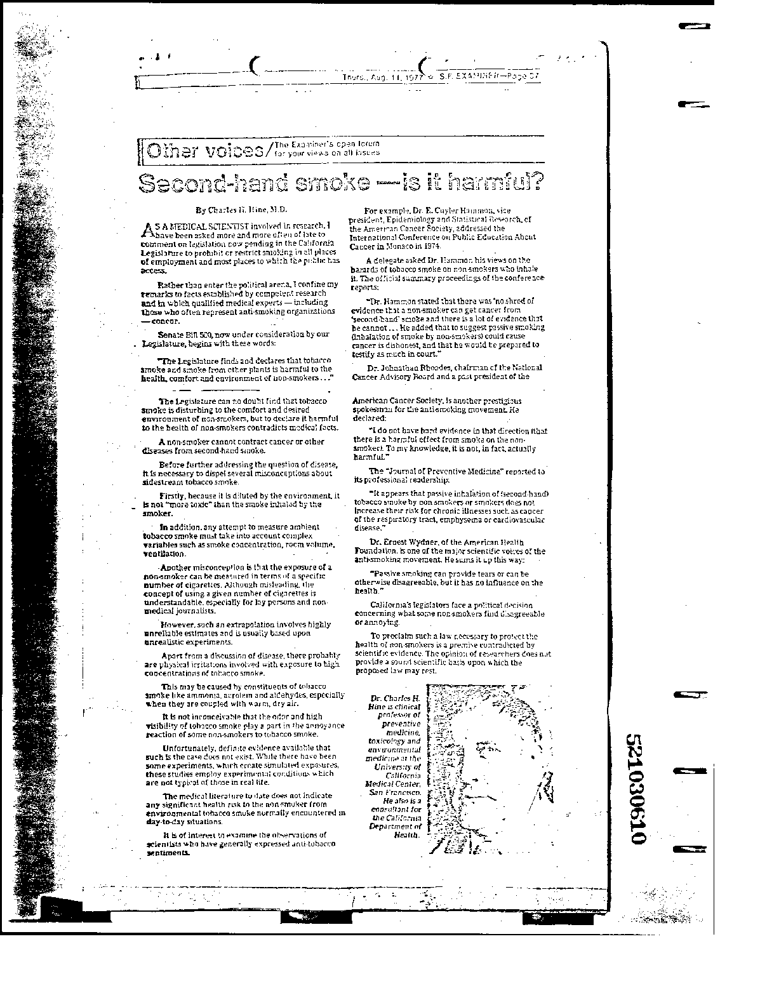 Thurs., Aug. 11, 1977 S.F. EXAMINER—Page 37
Other voices/
The Examiner's open forum
for your views on all issues
Second-hand smoke — is it harmful?
By Charles H. Hine, M.D.
AS A MEDICAL SCIENTIST involved in research, I
have been asked more and more often of late to
comment on legislation now pending in the California
Legislature to prohibit or restrict smoking in all places
of employment and most places to which the public has
access.
Rather than enter the political arena, I confine my
remarks to facts established by competent research
and in which qualified medical experts — including
those who often represent anti-smoking organizations
— concur.
Senate Bill 500, now under consideration by our
Legislature, begins with these words:
"The Legislature finds and declares that tobacco
smoke and smoke from other plants is harmful to the
health, comfort and environment of non-smokers . . ."
The Legislature can no doubt find that tobacco
smoke is disturbing to the comfort and desired
environment of non-smokers, but to declare it harmful
to the health of non-smokers contradicts medical facts.
A non-smoker cannot contract cancer or other
diseases from second-hand smoke.
Before further addressing the question of disease,
it is necessary to dispel several misconceptions about
sidestream tobacco smoke.
Firstly, because it is diluted by the environment, it
is not "more toxic" than the smoke inhaled by the
smoker.
In addition, any attempt to measure ambient
tobacco smoke must take into account complex
variables such as smoke concentration, room volume,
ventilation.
Another misconception is that the exposure of a
non-smoker can be measured in terms of a specific
number of cigarettes. Although misleading, the
concept of using a given number of cigarettes is
understandable, especially for lay persons and non-
medical journalists.
However, such an extrapolation involves highly
unreliable estimates and is usually based upon
unrealistic experiments.
Apart from a discussion of disease, there probably
are physical irritations involved with exposure to high
concentrations of tobacco smoke.
This may be caused by constituents of tobacco
smoke like ammonia, acrolein and aldehydes, especially
when they are coupled with warm, dry air.
It is not inconceivable that the odor and high
visibility of tobacco smoke play a part in the annoyance
reaction of some non-smokers to tobacco smoke.
Unfortunately, definite evidence available that
such is the case does not exist. While there have been
some experiments, which create simulated exposures,
these studies employ experimental conditions which
are not typical of those in real life.
The medical literature to date does not indicate
any significant health risk to the non-smoker from
environmental tobacco smoke normally encountered in
day-to-day situations.
It is of interest to examine the observations of
scientists who have generally expressed anti-tobacco
sentiments.
For example, Dr. E. Cuyler Hammon, vice
president, Epidemiology and Statistical Research, of
the American Cancer Society, addressed the
International Conference on Public Education About
Cancer in Monaco in 1974.
A delegate asked Dr. Hammon his views on the
hazards of tobacco smoke on non-smokers who inhale
it. The official summary proceedings of the conference
reports:
"Dr. Hammon stated that there was 'no shred of
evidence that a non-smoker can get cancer from
'second-hand' smoke and there is a lot of evidence that
he cannot . . . He added that to suggest passive smoking
(inhalation of smoke by non-smokers) could cause
cancer is dishonest, and that he would be prepared to
testify as much in court."
Dr. Johnathan Rhoades, chairman of the National
Cancer Advisory Board and a past president of the
American Cancer Society, is another prestigious
spokesman for the anti-smoking movement. He
declared:
"I do not have hard evidence in that direction (that
there is a harmful effect from smoke on the non-
smoker). To my knowledge, it is not, in fact, actually
harmful."
The "Journal of Preventive Medicine" reported to
its professional readership:
"It appears that passive inhalation of (second hand)
tobacco smoke by non smokers or smokers does not
increase their risk for chronic illnesses such as cancer
of the respiratory tract, emphysema or cardiovascular
disease."
Dr. Ernest Wydner, of the American Health
Foundation, is one of the major scientific voices of the
anti-smoking movement. He sums it up this way:
"Passive smoking can provide tears or can be
otherwise disagreeable, but it has no influence on the
health."
California's legislators face a political decision
concerning what some non-smokers find disagreeable
or annoying.
To proclaim such a law necessary to protect the
health of non-smokers is a premise contradicted by
scientific evidence. The opinion of researchers does not
provide a sound scientific basis upon which the
proposed law may rest.
Dr. Charles H.
Hine is clinical
professor of
preventive
medicine,
toxicology and
environmental
medicine at the
University of
California
Medical Center,
San Francisco.
He also is a
consultant for
the California
Department of
Health.
521030610